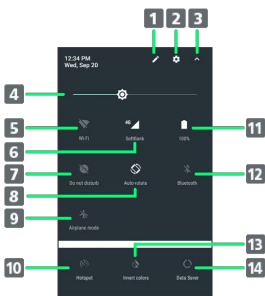 1 2 3
12:34 PM
Wed, Sep 20
4
5 4G 11
Wi-Fi SoftBank 100%
6
7 12
Do not disturb Auto-rotate Bluetooth
8
9
Airplane mode
13
10 14
Hotspot Invert colors Data Saver